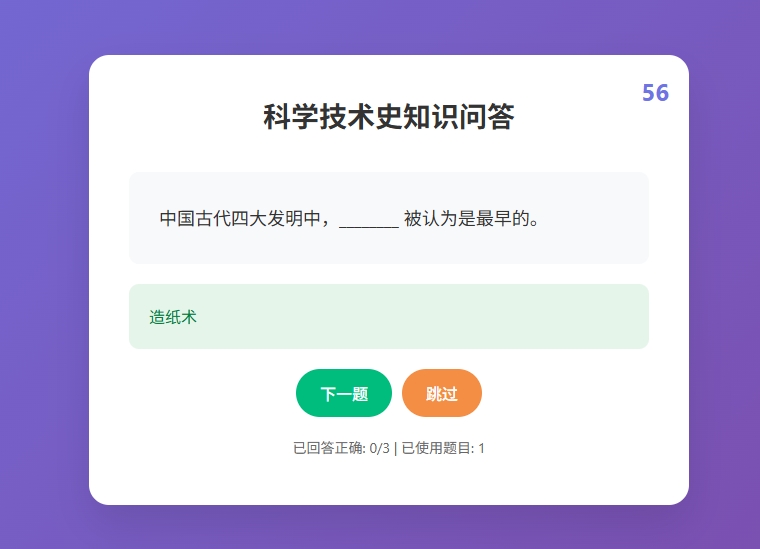 56
科学技术史知识问答
中国古代四大发明中，_______ 被认为是最早的。
造纸术
下一题
跳过
已回答正确: 0/3 | 已使用题目: 1